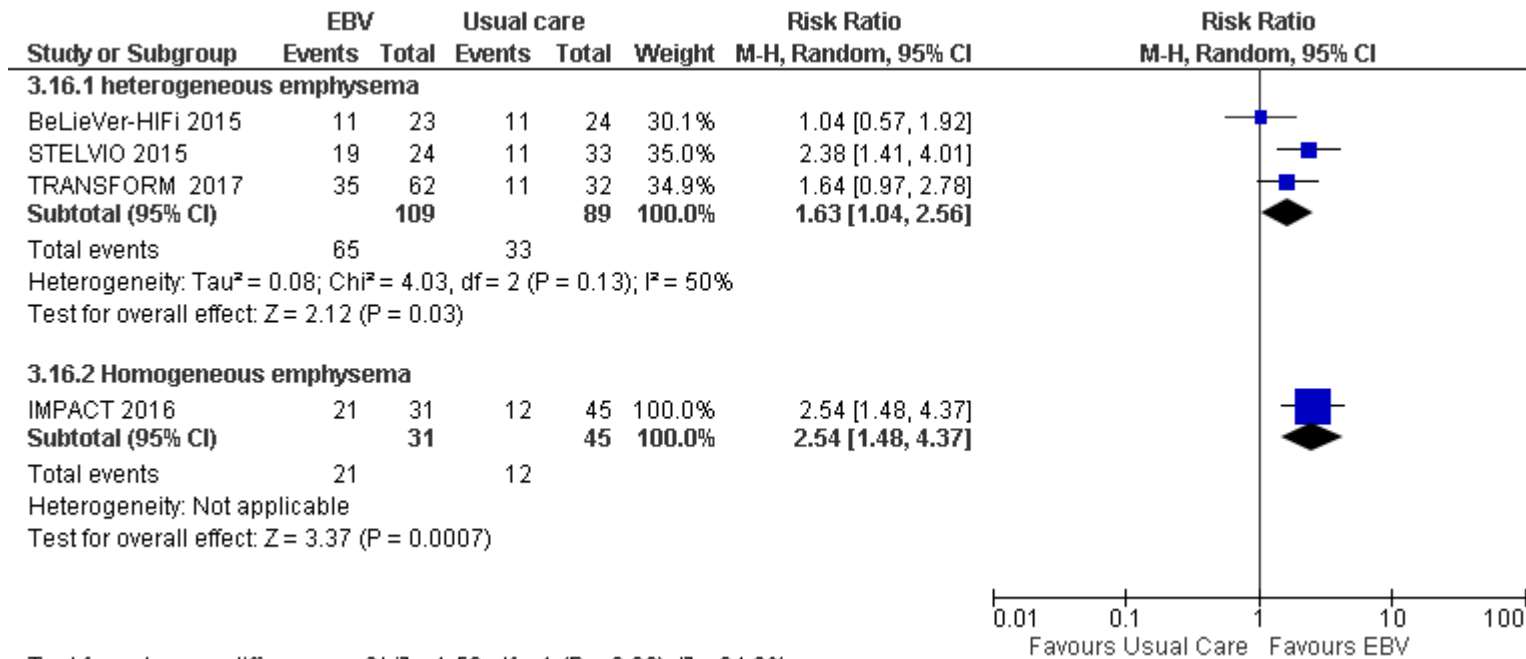 EBV Usual care Risk Ratio Risk Ratio
Study or Subgroup Events Total Events Total Weight M-H, Random, 95% CI M-H, Random, 95% CI
3.16.1 heterogeneous emphysema
BeLieVer-HIFi 2015 11 23 11 24 30.1% 1.04 [0.57, 1.92]
STELVIO 2015 19 24 11 33 35.0% 2.38 [1.41, 4.01]
TRANSFORM 2017 35 62 11 32 34.9% 1.64 [0.97, 2.78]
Subtotal (95% CI) 109 89 100.0% 1.63 [1.04, 2.56]
Total events 65 33
Heterogeneity: Tau² = 0.08; Chi² = 4.03, df = 2 (P = 0.13); I² = 50%
Test for overall effect: Z = 2.12 (P = 0.03)
3.16.2 Homogeneous emphysema
IMPACT 2016 21 31 12 45 100.0% 2.54 [1.48, 4.37]
Subtotal (95% CI) 31 45 100.0% 2.54 [1.48, 4.37]
Total events 21 12
Heterogeneity: Not applicable
Test for overall effect: Z = 3.37 (P = 0.0007)
0.01 0.1 1 10 100
Favours Usual Care Favours EBV